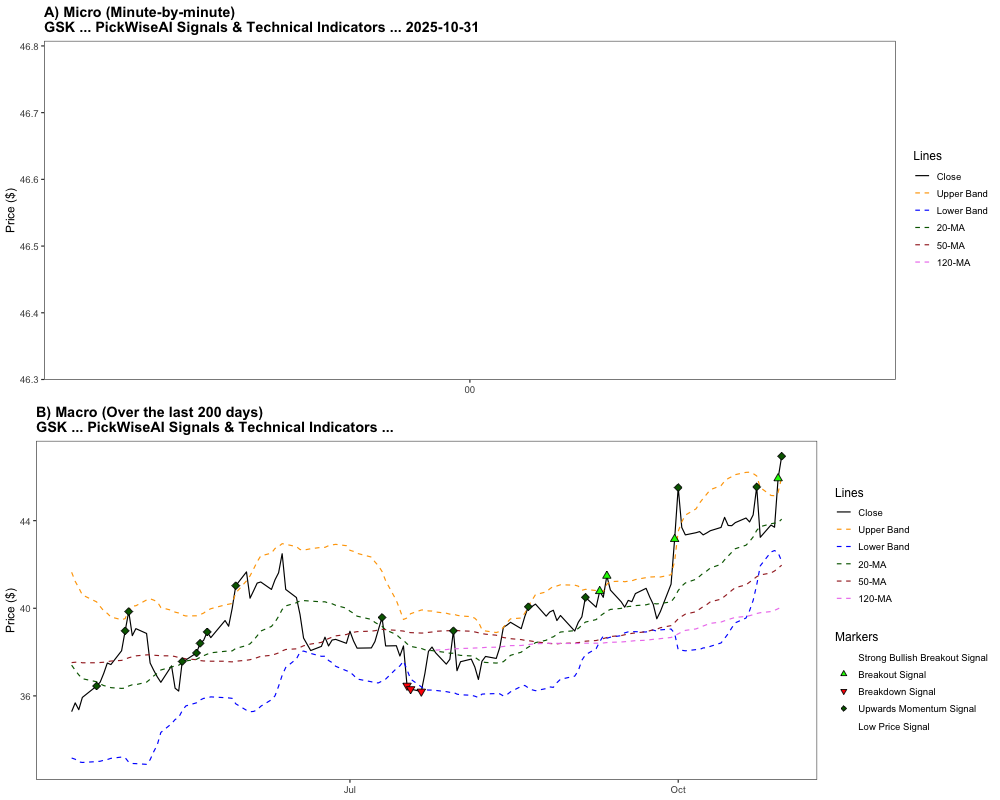 A) Micro (Minute-by-minute)
GSK ... PickWiseAI Signals & Technical Indicators ... 2025-10-31
46.8
46.7
46.6
46.5
46.4
46.3
Price ($)
00
Lines
Close
Upper Band
Lower Band
20-MA
50-MA
120-MA
B) Macro (Over the last 200 days)
GSK ... PickWiseAI Signals & Technical Indicators ...
44
40
36
Price ($)
Jul
Oct
Lines
Close
Upper Band
Lower Band
20-MA
50-MA
120-MA
Markers
Strong Bullish Breakout Signal
Breakout Signal
Breakdown Signal
Upwards Momentum Signal
Low Price Signal